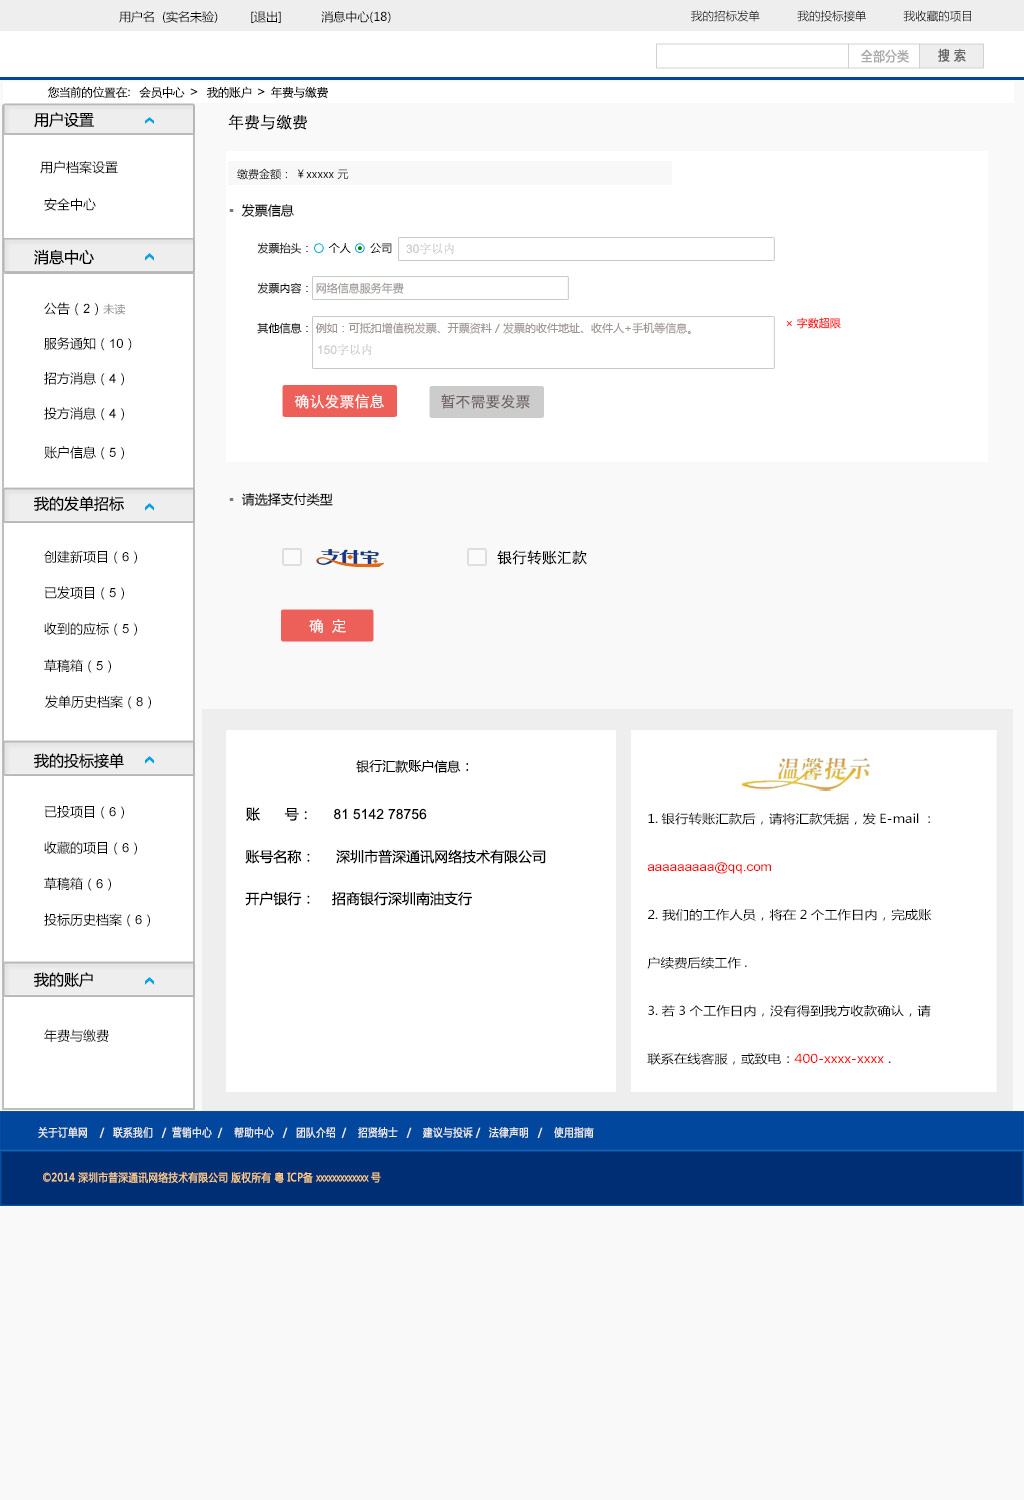 用户名 (实名未验) [退出] 消息中心(18) 我的招标发单 我的投标接单 我收藏的项目
全部分类 搜 索
您当前的位置在: 会员中心 > 我的账户 > 年费与缴费
用户设置
用户档案设置
安全中心
消息中心
公告 ( 2 ) 未读
服务通知 ( 10 )
招方消息 ( 4 )
投方消息 ( 4 )
账户信息 ( 5 )
我的发单招标
创建新项目 ( 6 )
已发项目 ( 5 )
收到的应标 ( 5 )
草稿箱 ( 5 )
发单历史档案 ( 8 )
我的投标接单
已投项目 ( 6 )
收藏的项目 ( 6 )
草稿箱 ( 6 )
投标历史档案 ( 6 )
我的账户
年费与缴费
年费与缴费
缴费金额： ¥ xxxxx 元
发票信息
发票抬头： 个人 公司 30字以内
发票内容： 网络信息服务年费
其他信息： 例如：可抵扣增值税发票、开票资料 / 发票的收件地址、收件人+手机等信息。
150字以内
× 字数超限
确认发票信息 暂不需要发票
请选择支付类型
支付宝 银行转账汇款
确 定
银行汇款账户信息：
账 号： 81 5142 78756
账号名称： 深圳市普深通讯网络技术有限公司
开户银行： 招商银行深圳南油支行
温馨提示
1. 银行转账汇款后，请将汇款凭据，发 E-mail ：
aaaaaaaaa@qq.com
2. 我们的工作人员，将在 2 个工作日内，完成账
户续费后续工作 .
3. 若 3 个工作日内，没有得到我方收款确认，请
联系在线客服，或致电：400-xxxx-xxxx .
关于订单网 / 联系我们 / 营销中心 / 帮助中心 / 团队介绍 / 招贤纳士 / 建议与投诉 / 法律声明 / 使用指南
©2014 深圳市普深通讯网络技术有限公司 版权所有 粤 ICP备 xxxxxxxxxxxx 号